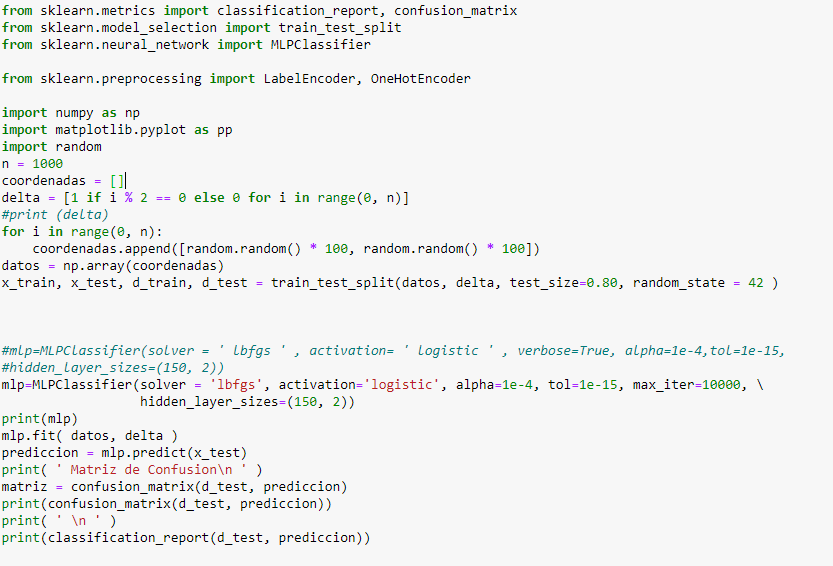 from sklearn.metrics import classification_report, confusion_matrix
from sklearn.model_selection import train_test_split
from sklearn.neural_network import MLPClassifier
from sklearn.preprocessing import LabelEncoder, OneHotEncoder
import numpy as np
import matplotlib.pyplot as pp
import random
n = 1000
coordenadas = []
delta = [1 if i % 2 == 0 else 0 for i in range(0, n)]
#print (delta)
for i in range(0, n):
    coordenadas.append([random.random() * 100, random.random() * 100])
datos = np.array(coordenadas)
x_train, x_test, d_train, d_test = train_test_split(datos, delta, test_size=0.80, random_state = 42 )
#mlp=MLPClassifier(solver = ' lbfgs ' , activation= ' logistic ' , verbose=True, alpha=1e-4,tol=1e-15,
#hidden_layer_sizes=(150, 2))
mlp=MLPClassifier(solver = 'lbfgs', activation='logistic', alpha=1e-4, tol=1e-15, max_iter=10000, \
                  hidden_layer_sizes=(150, 2))
print(mlp)
mlp.fit( datos, delta )
prediccion = mlp.predict(x_test)
print( ' Matriz de Confusion\n ' )
matriz = confusion_matrix(d_test, prediccion)
print(confusion_matrix(d_test, prediccion))
print( ' \n ' )
print(classification_report(d_test, prediccion))